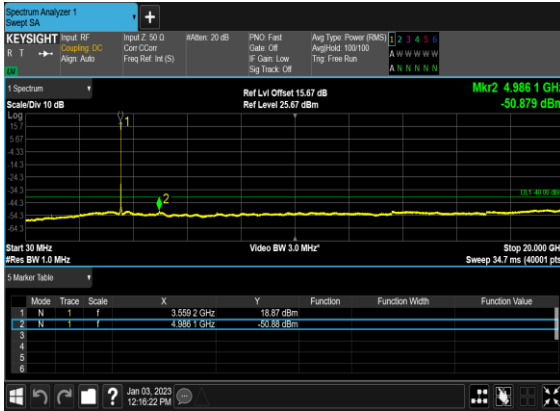 Spectrum Analyzer 1
Swept SA
+
KEYSIGHT Input: RF Input Z: 50 Ω #Atten: 20 dB PNO: Fast Avg Type: Power (RMS) 1 2 3 4 5 6
R T Coupling: DC Corr CCorr Gate: Off Avg|Hold: 100/100 A W W W W W
Align: Auto Freq Ref: Int (S) IF Gain: Low Trig: Free Run
Sig Track: Off A N N N N N
1 Spectrum Ref Lvl Offset 15.67 dB Mkr2 4.986 1 GHz
Scale/Div 10 dB Ref Level 25.67 dBm -50.879 dBm
Log
15.7
5.67
-4.33
-14.3
-24.3
-34.3
-44.3
-54.3
-64.3
1
2
Start 30 MHz Video BW 3.0 MHz* Stop 20.000 GH
#Res BW 1.0 MHz Sweep 34.7 ms (40001 pts
5 Marker Table
Mode Trace Scale X Y Function Function Width Function Value
1 N 1 f 3.559 2 GHz 18.87 dBm
2 N 1 f 4.986 1 GHz -50.88 dBm
3
4
5
6
? Jan 03, 2023
12:16:22 PM